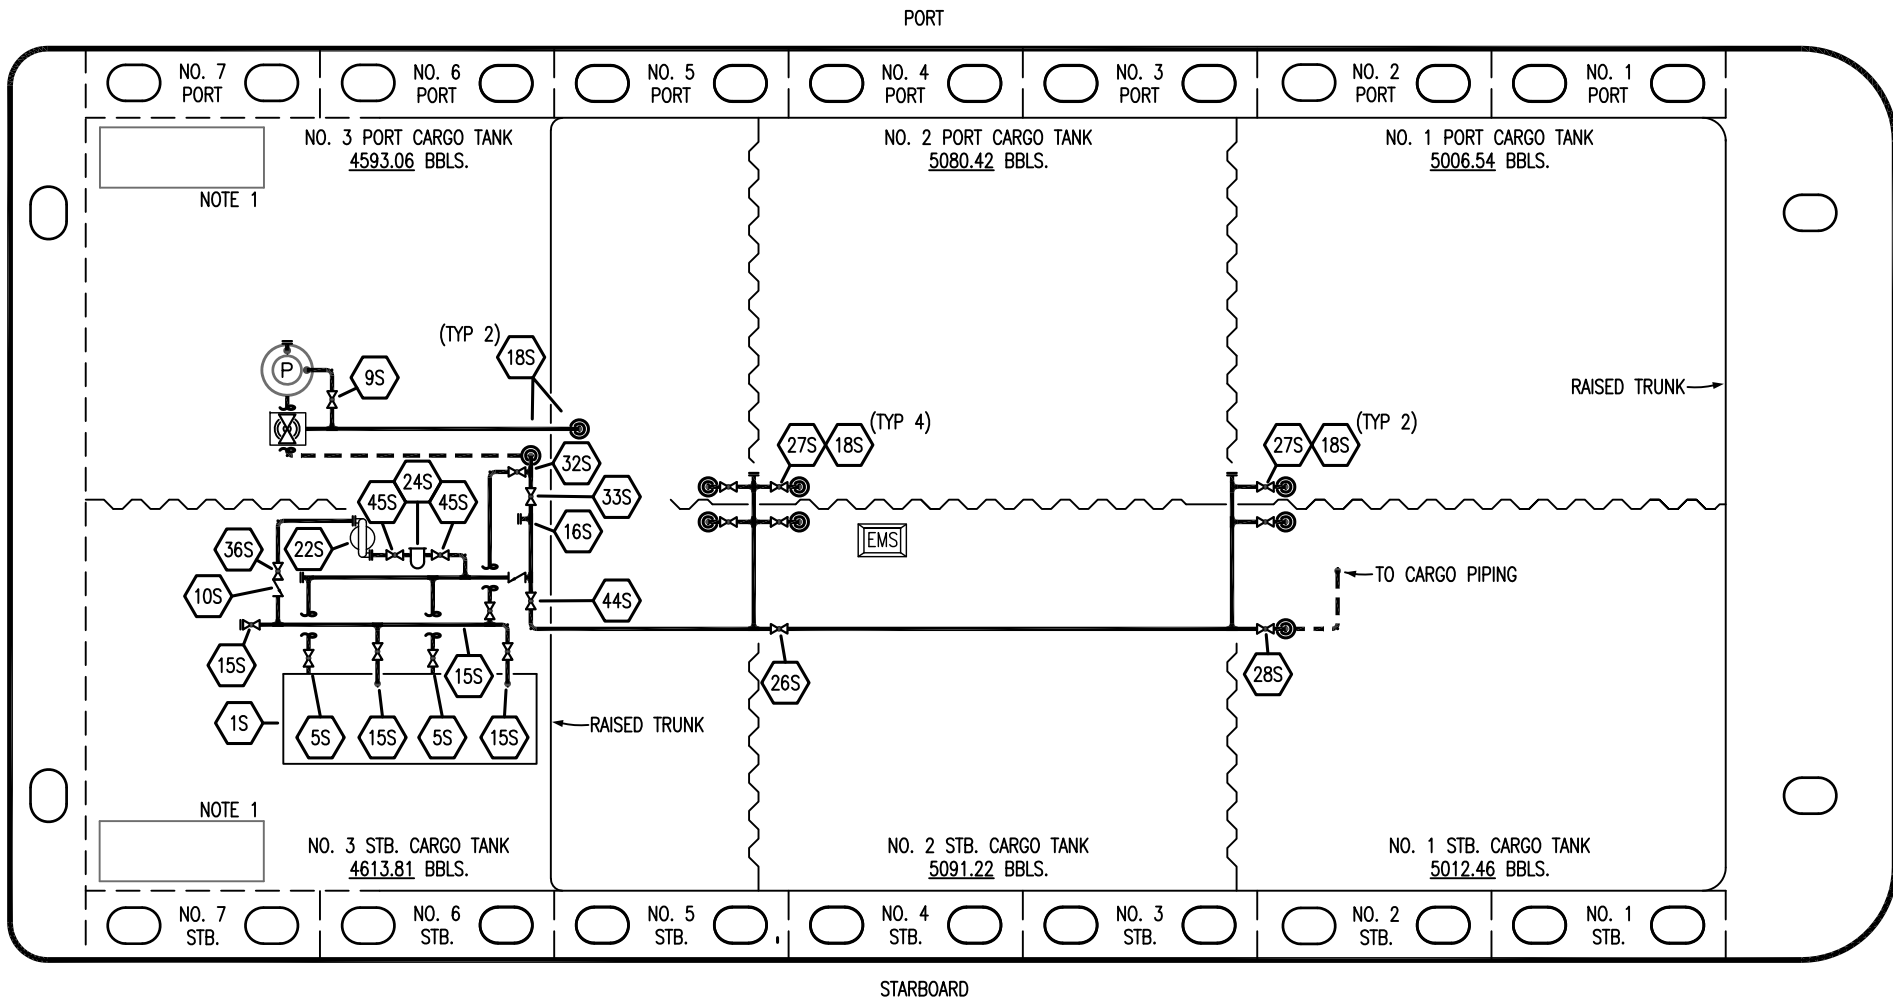 PORT
NO. 7
PORT
NO. 6
PORT
NO. 5
PORT
NO. 4
PORT
NO. 3
PORT
NO. 2
PORT
NO. 1
PORT
NO. 3 PORT CARGO TANK
4593.06 BBLS.
NO. 2 PORT CARGO TANK
5080.42 BBLS.
NO. 1 PORT CARGO TANK
5006.54 BBLS.
NOTE 1
(TYP 2)
18S
P
9S
RAISED TRUNK
(TYP 4)
27S
18S
(TYP 2)
27S
18S
32S
24S
45S
45S
33S
16S
EMS
36S
22S
10S
44S
TO CARGO PIPING
15S
15S
26S
28S
1S
5S
15S
5S
15S
RAISED TRUNK
NOTE 1
NO. 3 STB. CARGO TANK
4613.81 BBLS.
NO. 2 STB. CARGO TANK
5091.22 BBLS.
NO. 1 STB. CARGO TANK
5012.46 BBLS.
NO. 7
STB.
NO. 6
STB.
NO. 5
STB.
NO. 4
STB.
NO. 3
STB.
NO. 2
STB.
NO. 1
STB.
STARBOARD